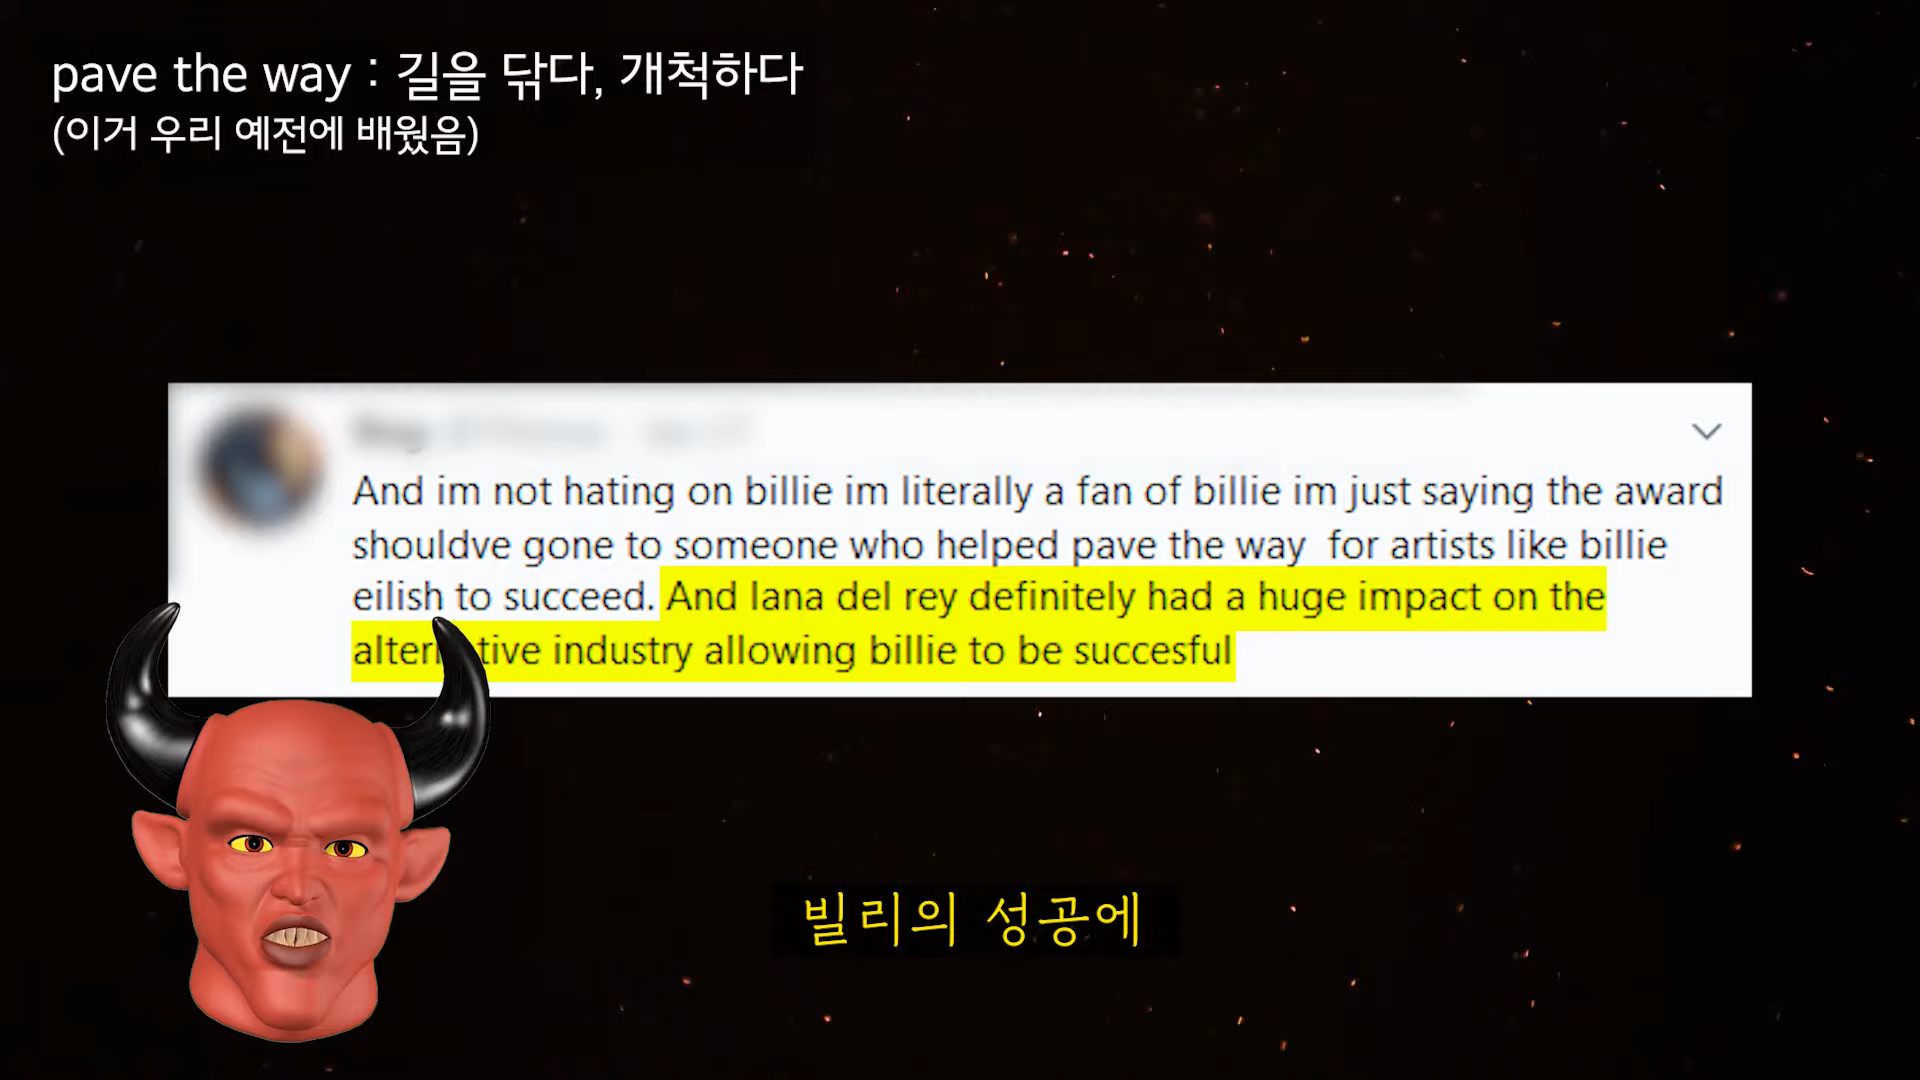 pave the way : 길을 닦다, 개척하다
(이거 우리 예전에 배웠음)
And im not hating on billie im literally a fan of billie im just saying the award
shouldve gone to someone who helped pave the way  for artists like billie
eilish to succeed. And lana del rey definitely had a huge impact on the
industry allowing billie to be succesful
빌리의 성공에